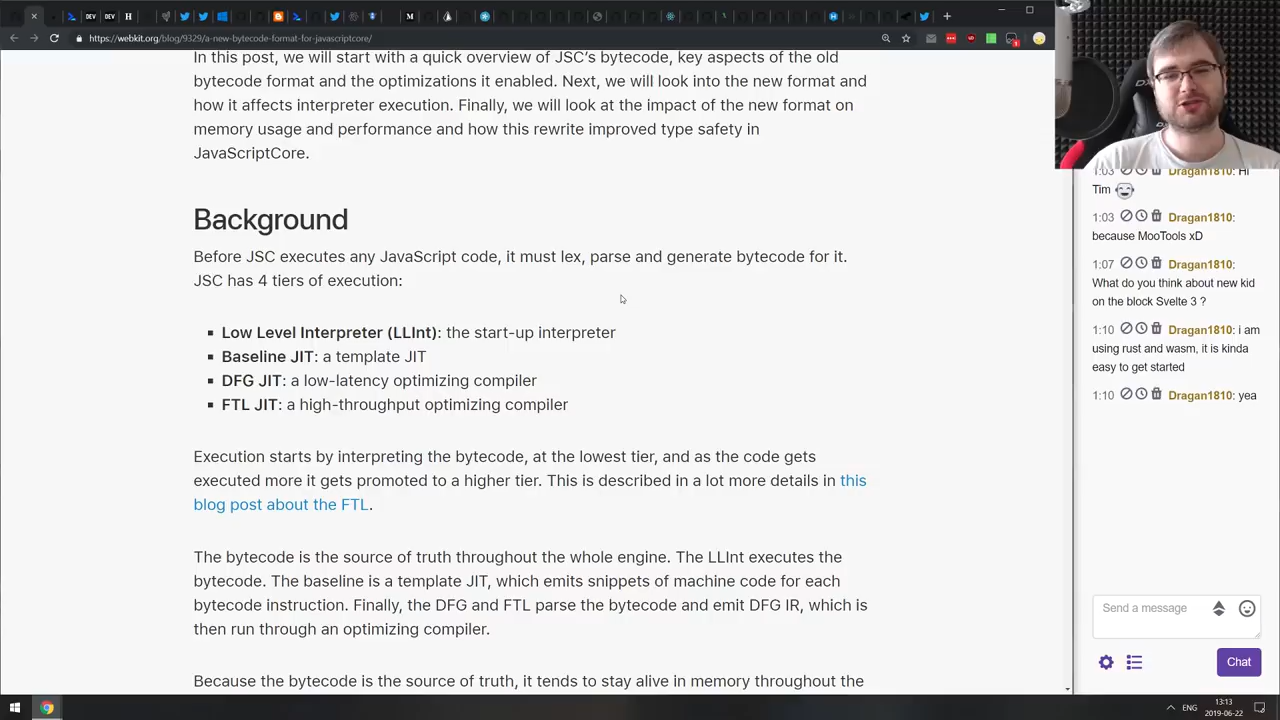 https://webkit.org/blog/9329/a-new-bytecode-format-for-javascriptcore/
In this post, we will start with a quick overview of JSC's bytecode, key aspects of the old
bytecode format and the optimizations it enabled. Next, we will look into the new format and
how it affects interpreter execution. Finally, we will look at the impact of the new format on
memory usage and performance and how this rewrite improved type safety in
JavaScriptCore.
Background
Before JSC executes any JavaScript code, it must lex, parse and generate bytecode for it.
JSC has 4 tiers of execution:
▪ Low Level Interpreter (LLInt): the start-up interpreter
▪ Baseline JIT: a template JIT
▪ DFG JIT: a low-latency optimizing compiler
▪ FTL JIT: a high-throughput optimizing compiler
Execution starts by interpreting the bytecode, at the lowest tier, and as the code gets
executed more it gets promoted to a higher tier. This is described in a lot more details in this
blog post about the FTL.
The bytecode is the source of truth throughout the whole engine. The LLInt executes the
bytecode. The baseline is a template JIT, which emits snippets of machine code for each
bytecode instruction. Finally, the DFG and FTL parse the bytecode and emit DFG IR, which is
then run through an optimizing compiler.
Because the bytecode is the source of truth, it tends to stay alive in memory throughout the
1:03 Dragan1810: Hi
Tim
1:03 Dragan1810:
because MooTools xD
1:07 Dragan1810:
What do you think about new kid
on the block Svelte 3 ?
1:10 Dragan1810: i am
using rust and wasm, it is kinda
easy to get started
1:10 Dragan1810: yea
Send a message
Chat
ENG
13:13
2019-06-22